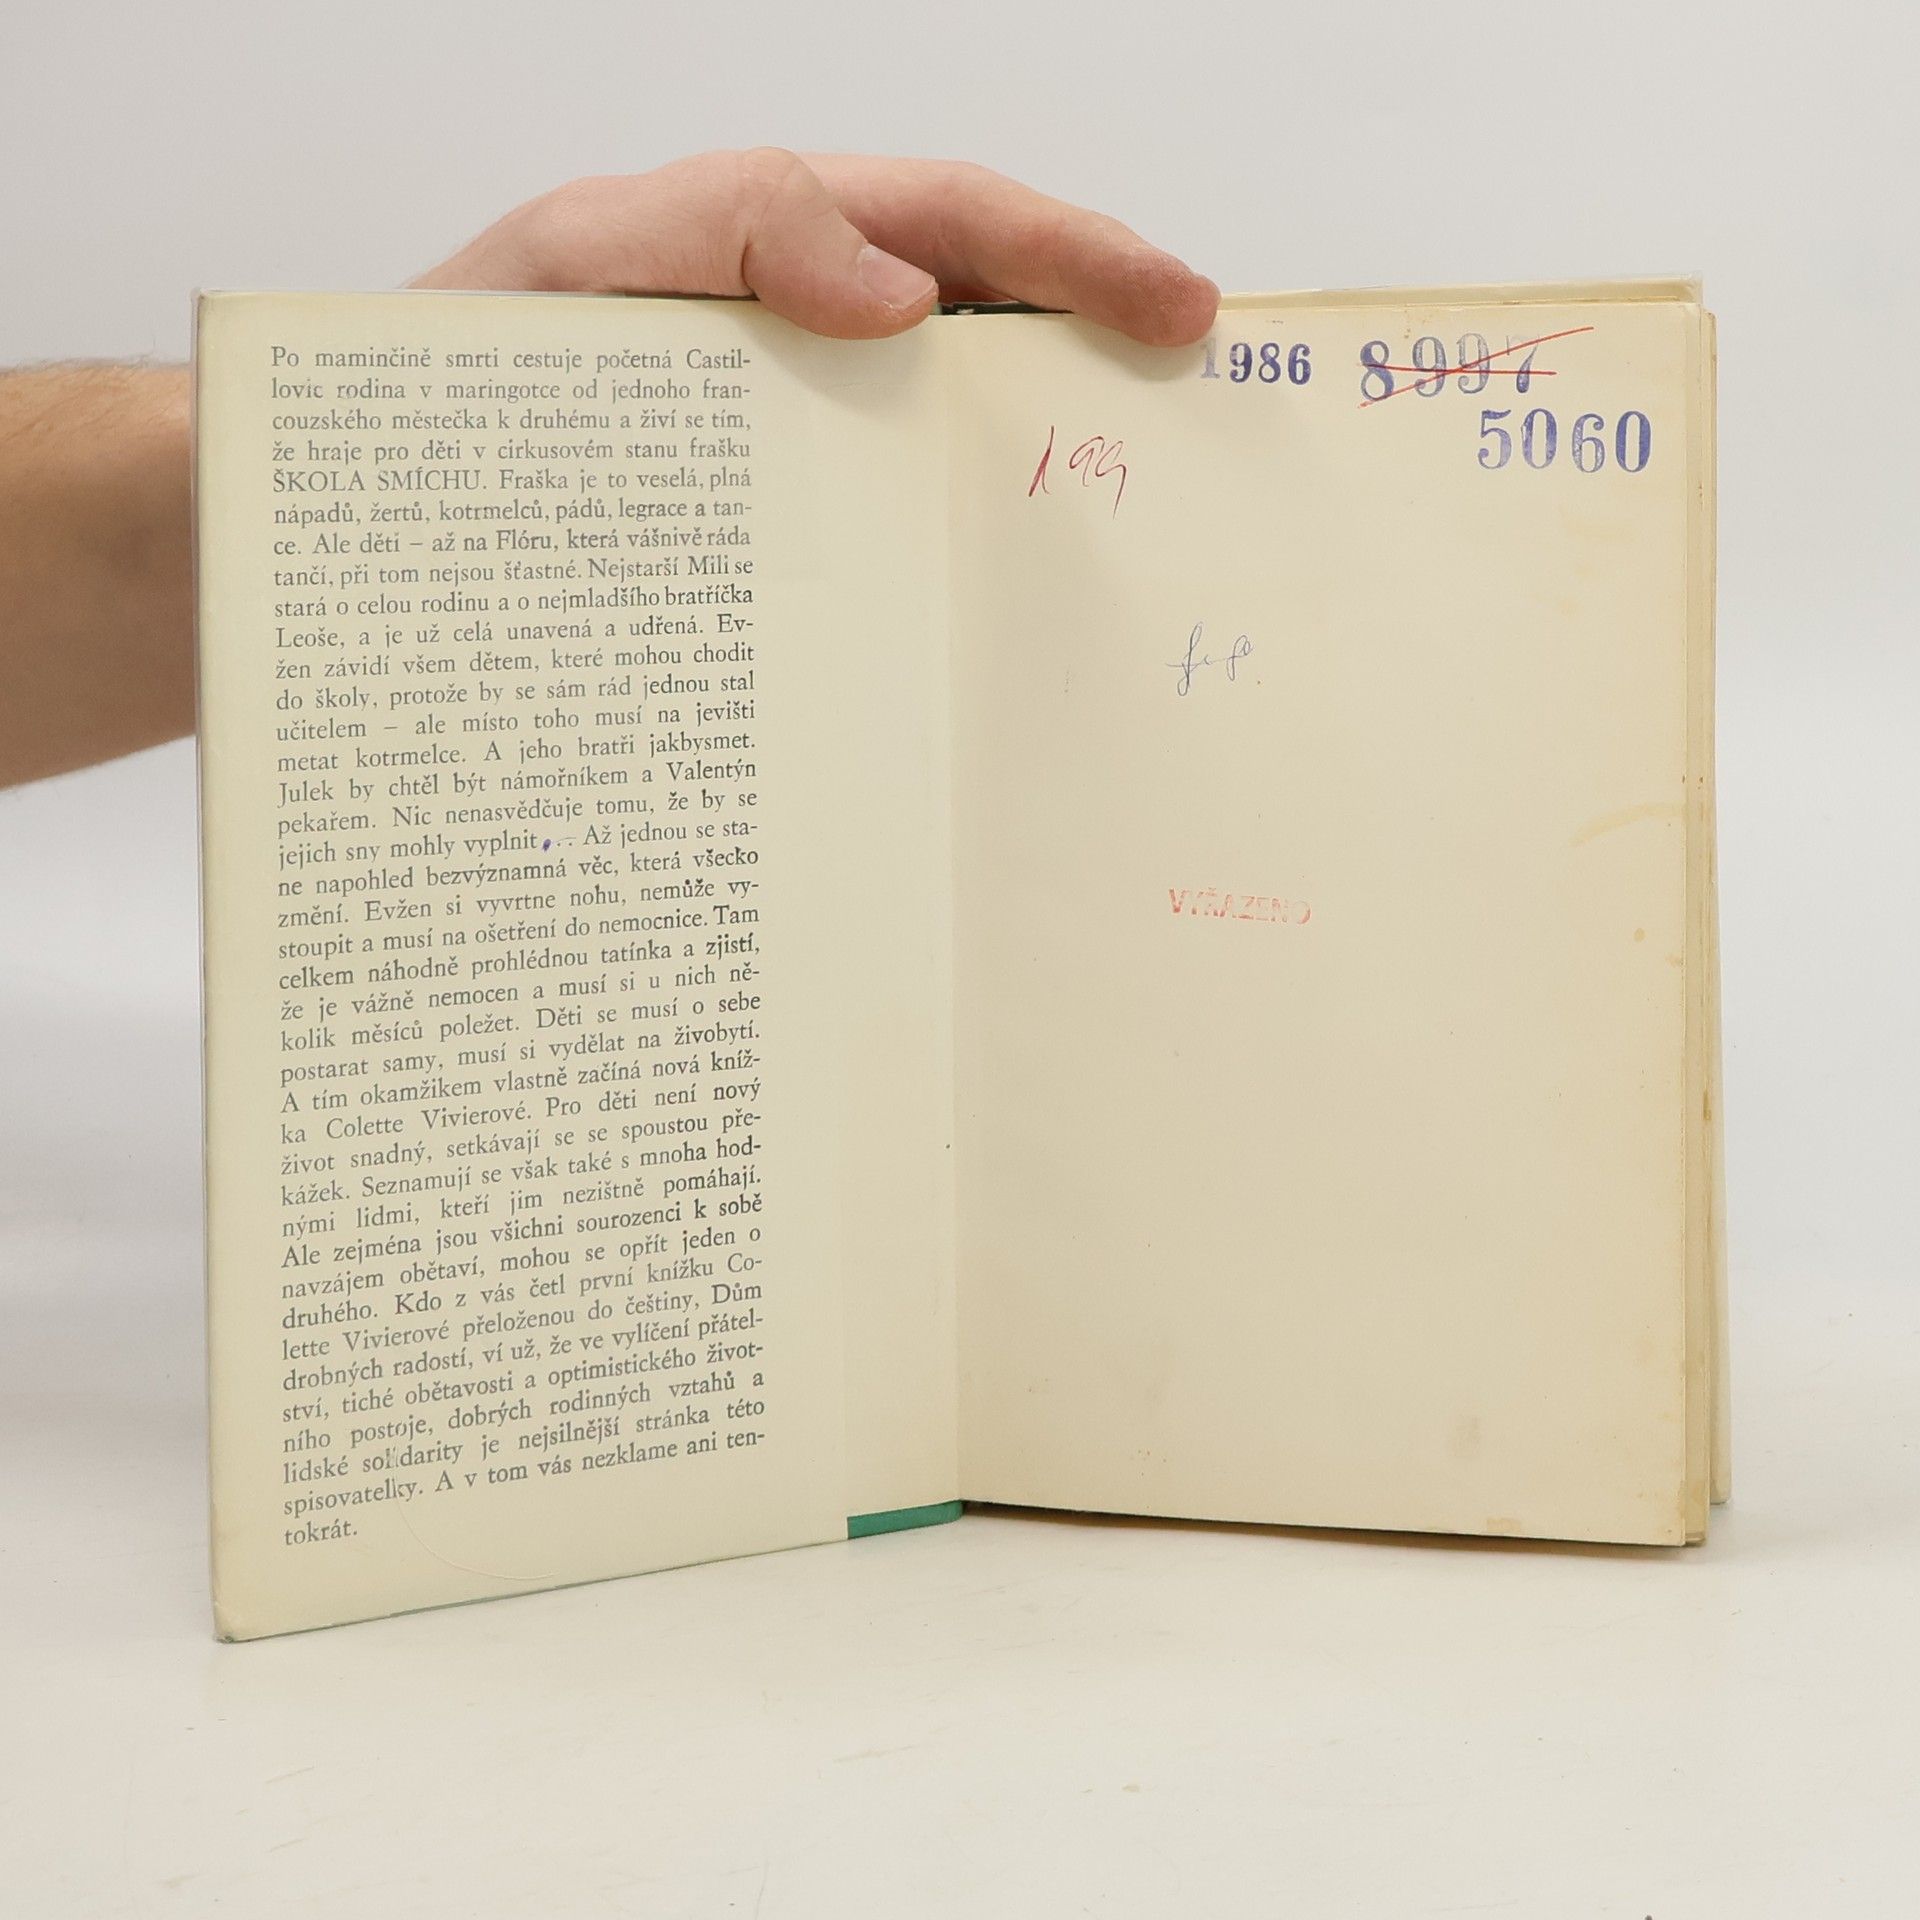 Po maminčině smrti cestuje početná Castil-
lovic rodina v maringotce od jednoho fran-
couzského městečka k druhému a živí se tím,
že hraje pro děti v cirkusovém stanu frašku
ŠKOLA SMÍCHU. Fraška je to veselá, plná
nápadů, žertů, kotrmelců, pádů, legrace a tan-
ce. Ale děti – až na Flóru, která vášnivě ráda
tančí, při tom nejsou šťastné. Nejstarší Mili se
stará o celou rodinu a o nejmladšího bratříčka
Leoše, a je už celá unavená a udřená. Ev-
žen závidí všem dětem, které mohou chodit
do školy, protože by se sám rád jednou stal
učitelem – ale místo toho musí na jevišti
metat kotrmelce. A jeho bratři jakbysmet.
Julek by chtěl být námořníkem a Valentýn
pekařem. Nic nenasvědčuje tomu, že by se
jejich sny mohly vyplnit... Až jednou se sta-
ne napohled bezvýznamná věc, která všecko
změní. Evžen si vyvrtne nohu, nemůže vy-
stoupit a musí na ošetření do nemocnice. Tam
celkem náhodně prohlédnou tatínka a zjistí,
že je vážně nemocen a musí si u nich ně-
kolik měsíců poležet. Děti se musí o sebe
postarat samy, musí si vydělat na živobytí.
A tím okamžikem vlastně začíná nová kníž-
ka Colette Vivierové. Pro děti není nový
život snadný, setkávají se se spoustou pře-
kážek. Seznamují se však také s mnoha hod-
nými lidmi, kteří jim nezištně pomáhají.
Ale zejména jsou všichni sourozenci k sobě
navzájem obětaví, mohou se opřít jeden o
druhého. Kdo z vás četl první knížku Co-
lette Vivierové přeloženou do češtiny, Dům
drobných radostí, ví už, že ve vylíčení přátel-
ství, tiché obětavosti a optimistického život-
ního postoje, dobrých rodinných vztahů a
lidské solidarity je nejsilnější stránka této
spisovatelky. A v tom vás nezklame ani ten-
tokrát.
1986 8997
5060
199
VYŘAZENO